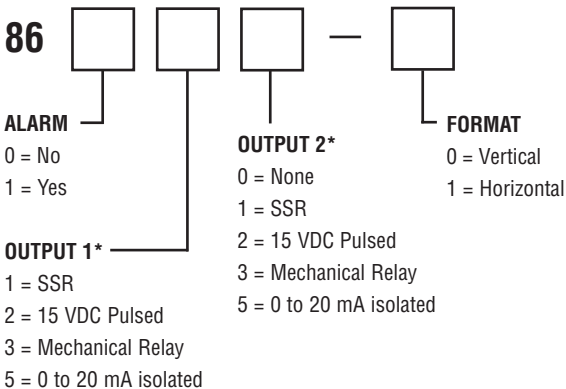 86 —
ALARM
0 = No
1 = Yes
OUTPUT 1*
1 = SSR
2 = 15 VDC Pulsed
3 = Mechanical Relay
5 = 0 to 20 mA isolated
OUTPUT 2*
0 = None
1 = SSR
2 = 15 VDC Pulsed
3 = Mechanical Relay
5 = 0 to 20 mA isolated
FORMAT
0 = Vertical
1 = Horizontal